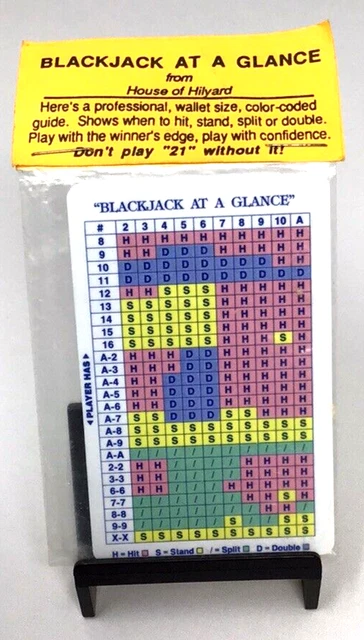 BLACKJACK AT A GLANCE
from
House of Hilyard
Here's a professional, wallet size, color-coded
guide. Shows when to hit, stand, split or double.
Play with the winner's edge, play with confidence.
Don't play "21" without it!
"BLACKJACK AT A GLANCE"
# 2 3 4 5 6 7 8 9 10 A
8 H H H H H H H H H H
9 H H D D D H H H H H
10 D D D D D D D D H H
11 D D D D D D D D D D
12 H H S S S H H H H H
13 S S S S S H H H H H
14 S S S S S H H H H H
15 S S S S S H H H H H
16 S S S S S H H H S H
A-2 H H H D D H H H H H
A-3 H H H D D H H H H H
A-4 H H D D D H H H H H
A-5 H H D D D H H H H H
A-6 H H D D D H H H H H
A-7 S S D D D S S H H H
A-8 S S S S S S S S S S
A-9 S S S S S S S S S S
A-A / / / / / / / / / /
2-2 H H / / / / H H H H
3-3 H H / / / / H H H H
6-6 H H / / / H H H H H
7-7 / / / / / / H H S H
8-8 / / / / / / / / H H
9-9 / / / / / S / / S S
X-X S S S S S S S S S S
◄ PLAYER HAS ►
H = Hit S = Stand / = Split D = Double